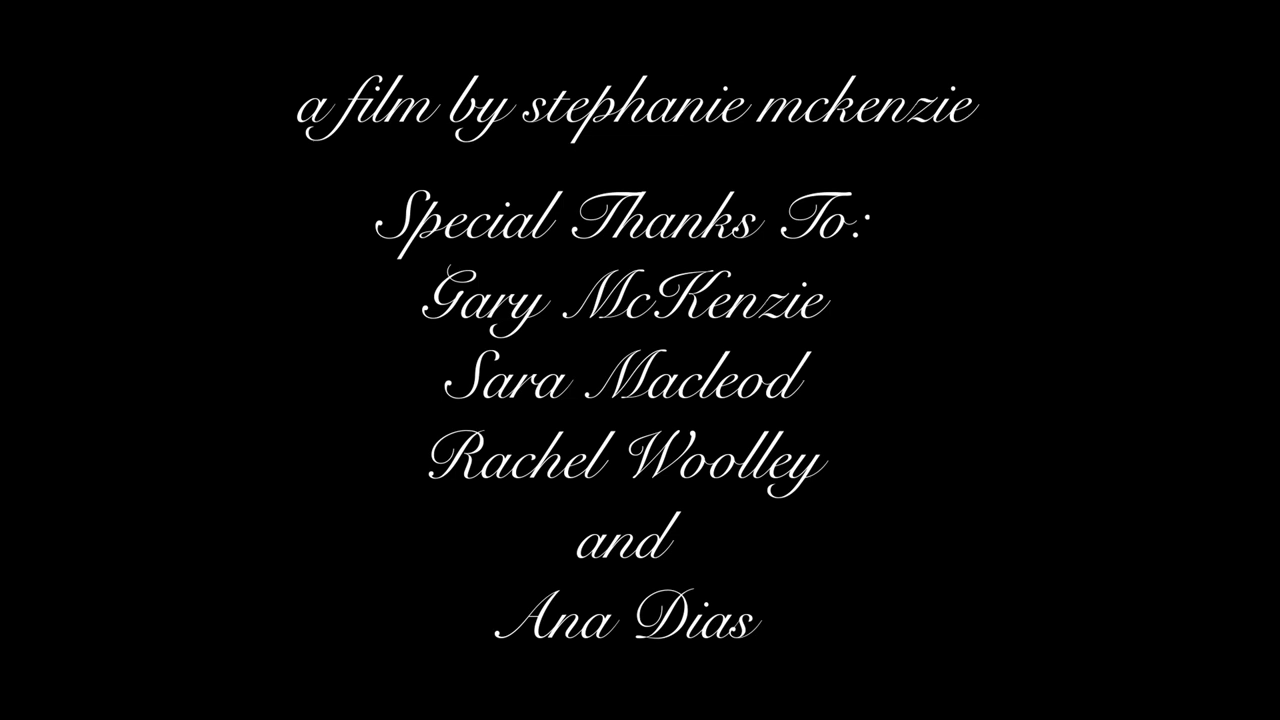 a film by stephanie mckenzie
Special Thanks To:
Gary McKenzie
Sara Macleod
Rachel Woolley
and
Ana Dias